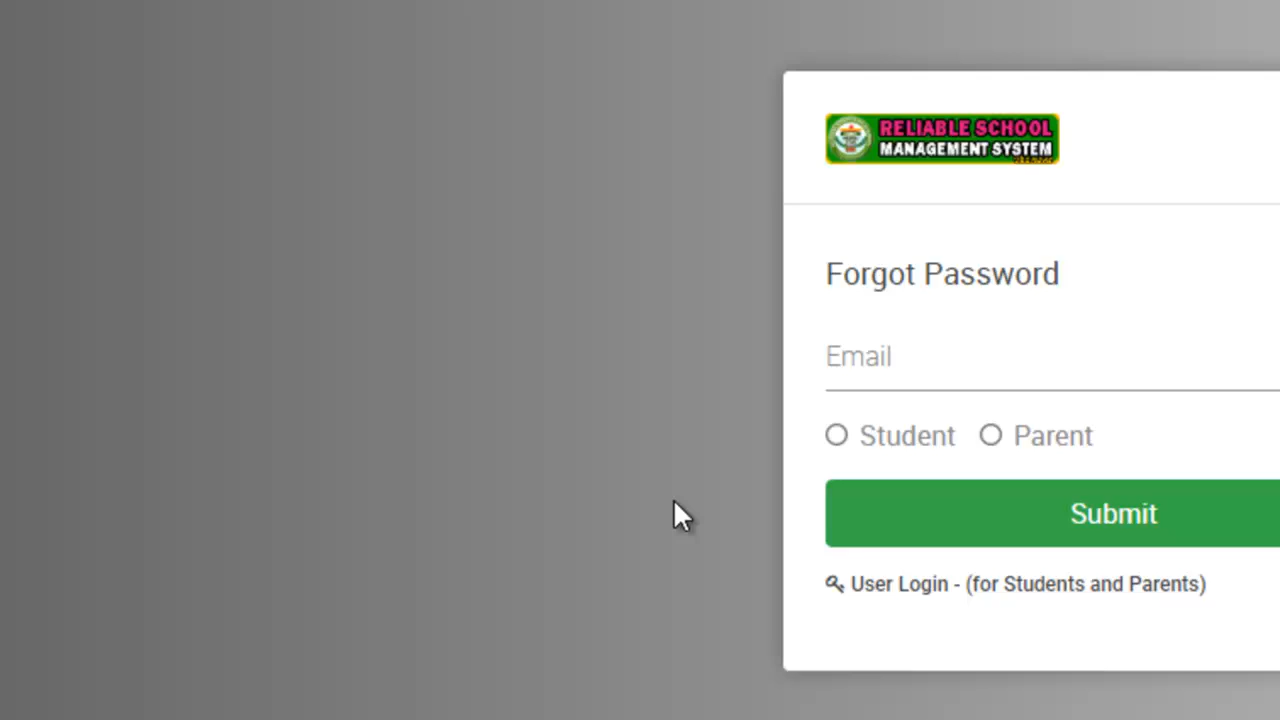 RELIABLE SCHOOL
MANAGEMENT SYSTEM
Forgot Password
Email
Student Parent
Submit
User Login - (for Students and Parents)